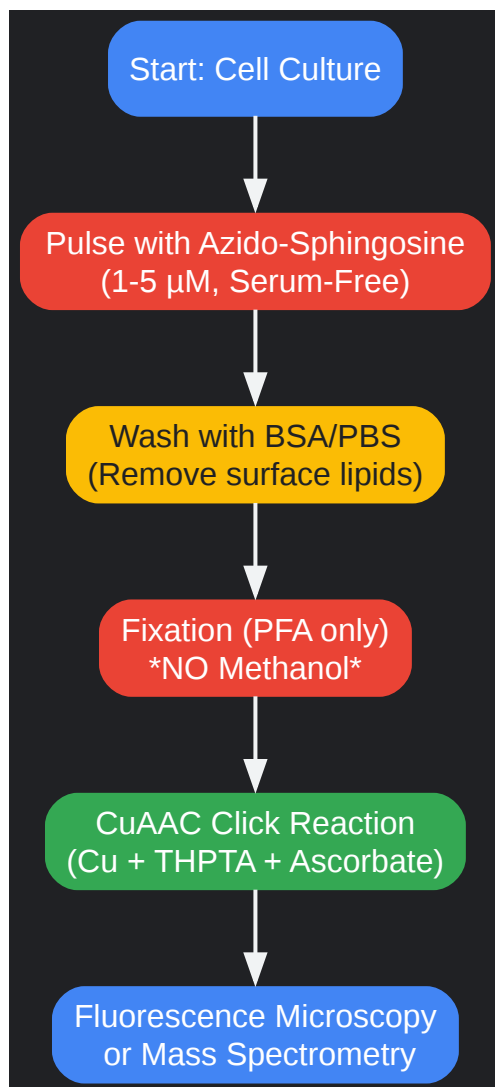 Start: Cell Culture
Pulse with Azido-Sphingosine
(1-5 µM, Serum-Free)
Wash with BSA/PBS
(Remove surface lipids)
Fixation (PFA only)
*NO Methanol*
CuAAC Click Reaction
(Cu + THPTA + Ascorbate)
Fluorescence Microscopy
or Mass Spectrometry